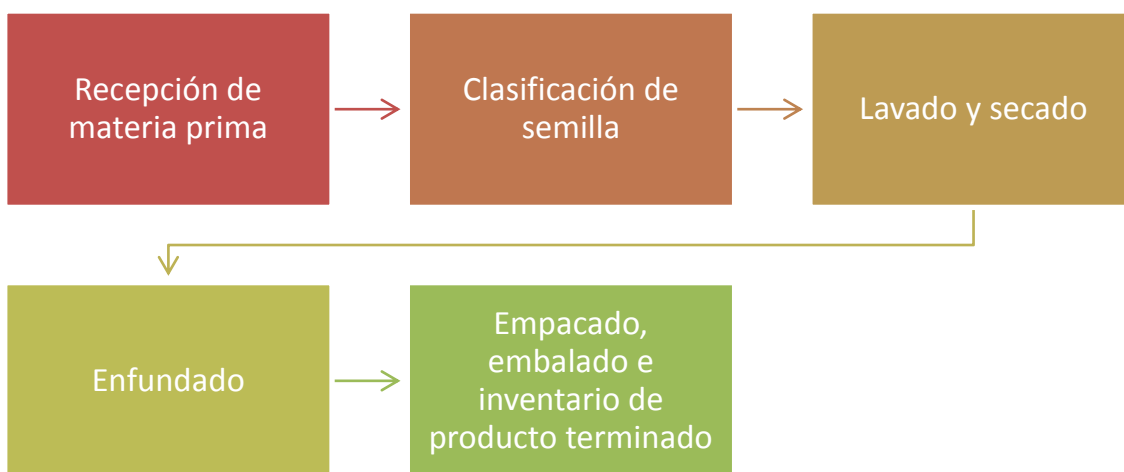 Recepción de
materia prima
Clasificación de
semilla
Lavado y secado
Enfundado
Empacado,
embalado e
inventario de
producto terminado